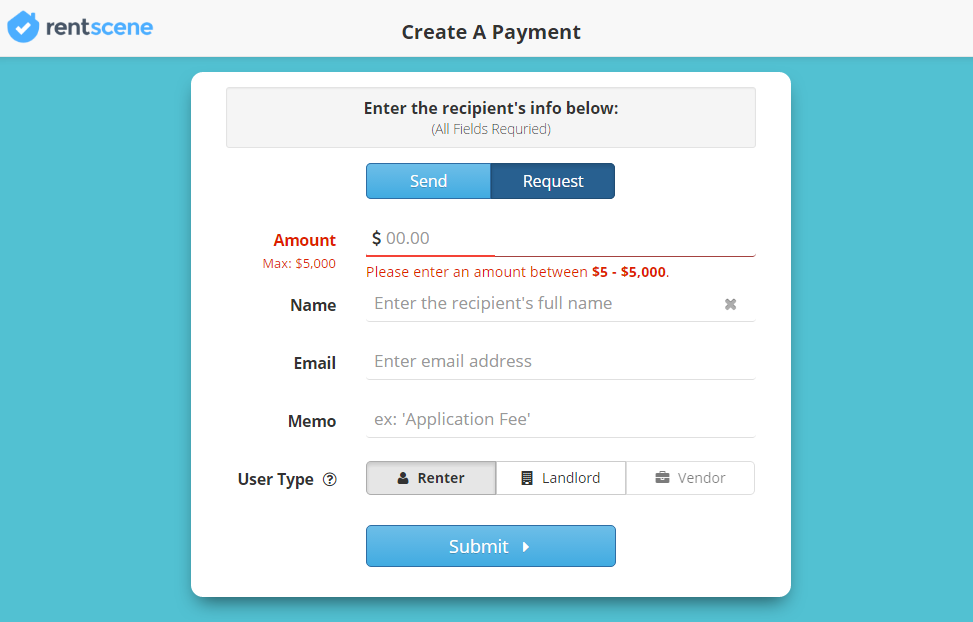 rentscene
Create A Payment
Enter the recipient's info below:
(All Fields Requried)
Send
Request
Amount
$ 00.00
Max: $5,000
Please enter an amount between $5 - $5,000.
Name
Enter the recipient's full name
Email
Enter email address
Memo
ex: 'Application Fee'
User Type ?
Renter
Landlord
Vendor
Submit